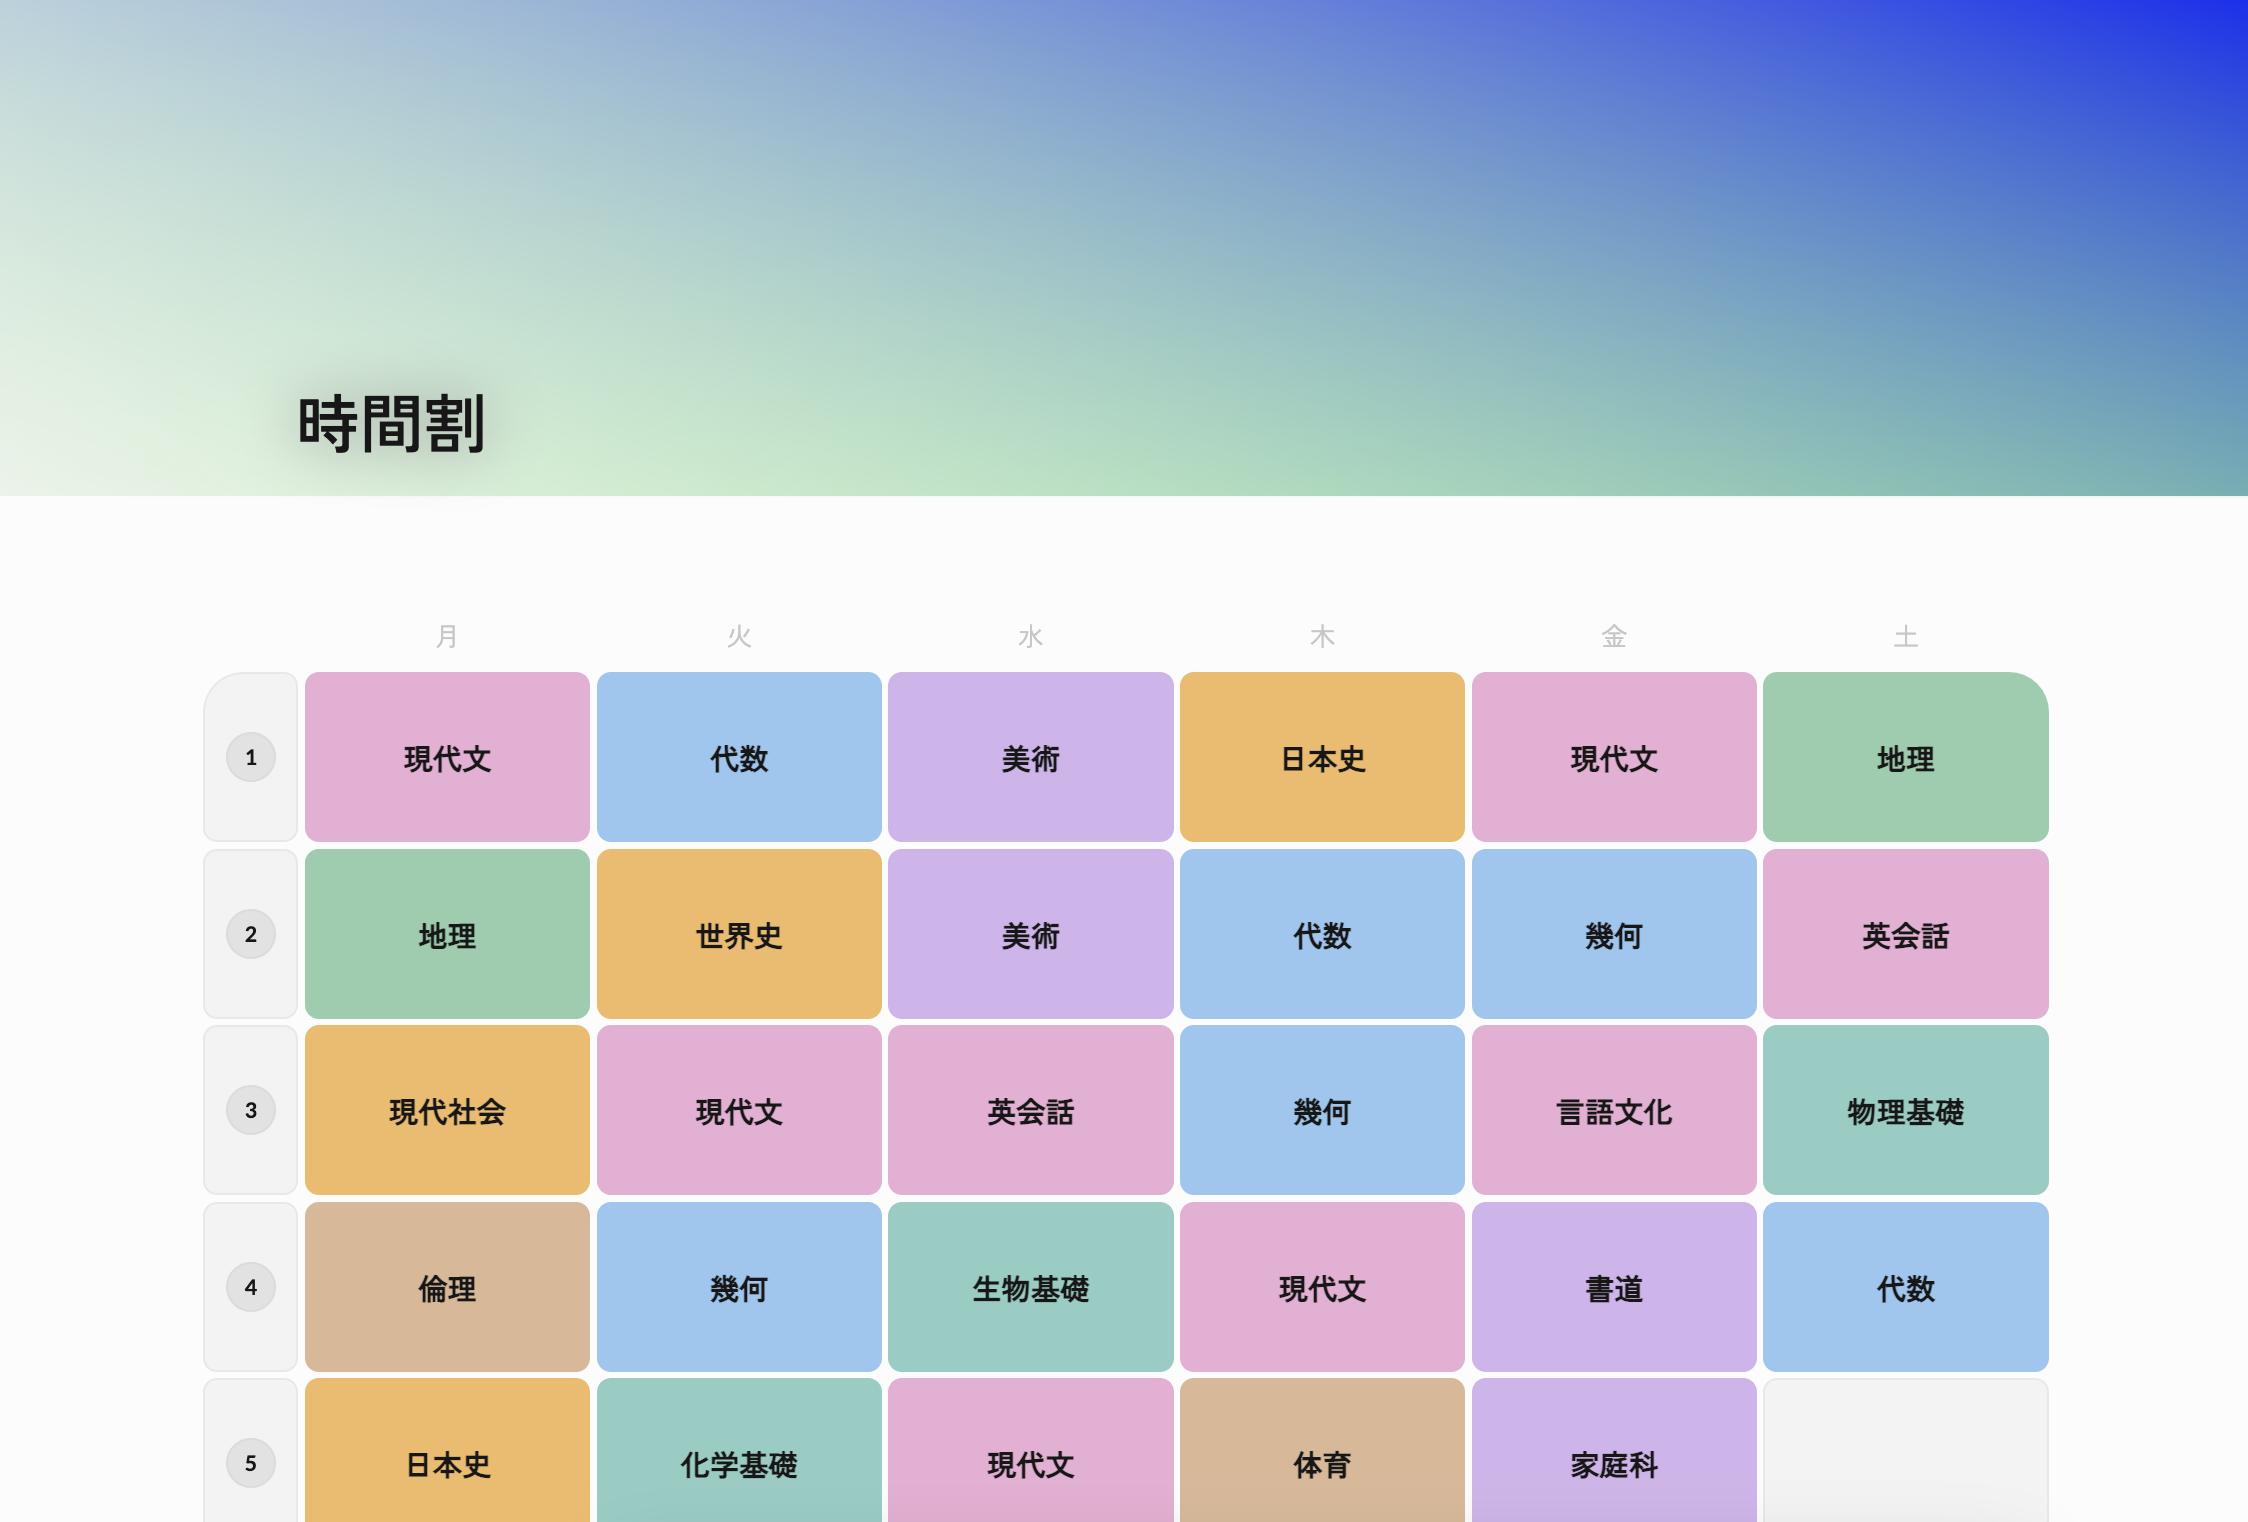 時間割
月 火 水 木 金 土
1 現代文 代数 美術 日本史 現代文 地理
2 地理 世界史 美術 代数 幾何 英会話
3 現代社会 現代文 英会話 幾何 言語文化 物理基礎
4 倫理 幾何 生物基礎 現代文 書道 代数
5 日本史 化学基礎 現代文 体育 家庭科